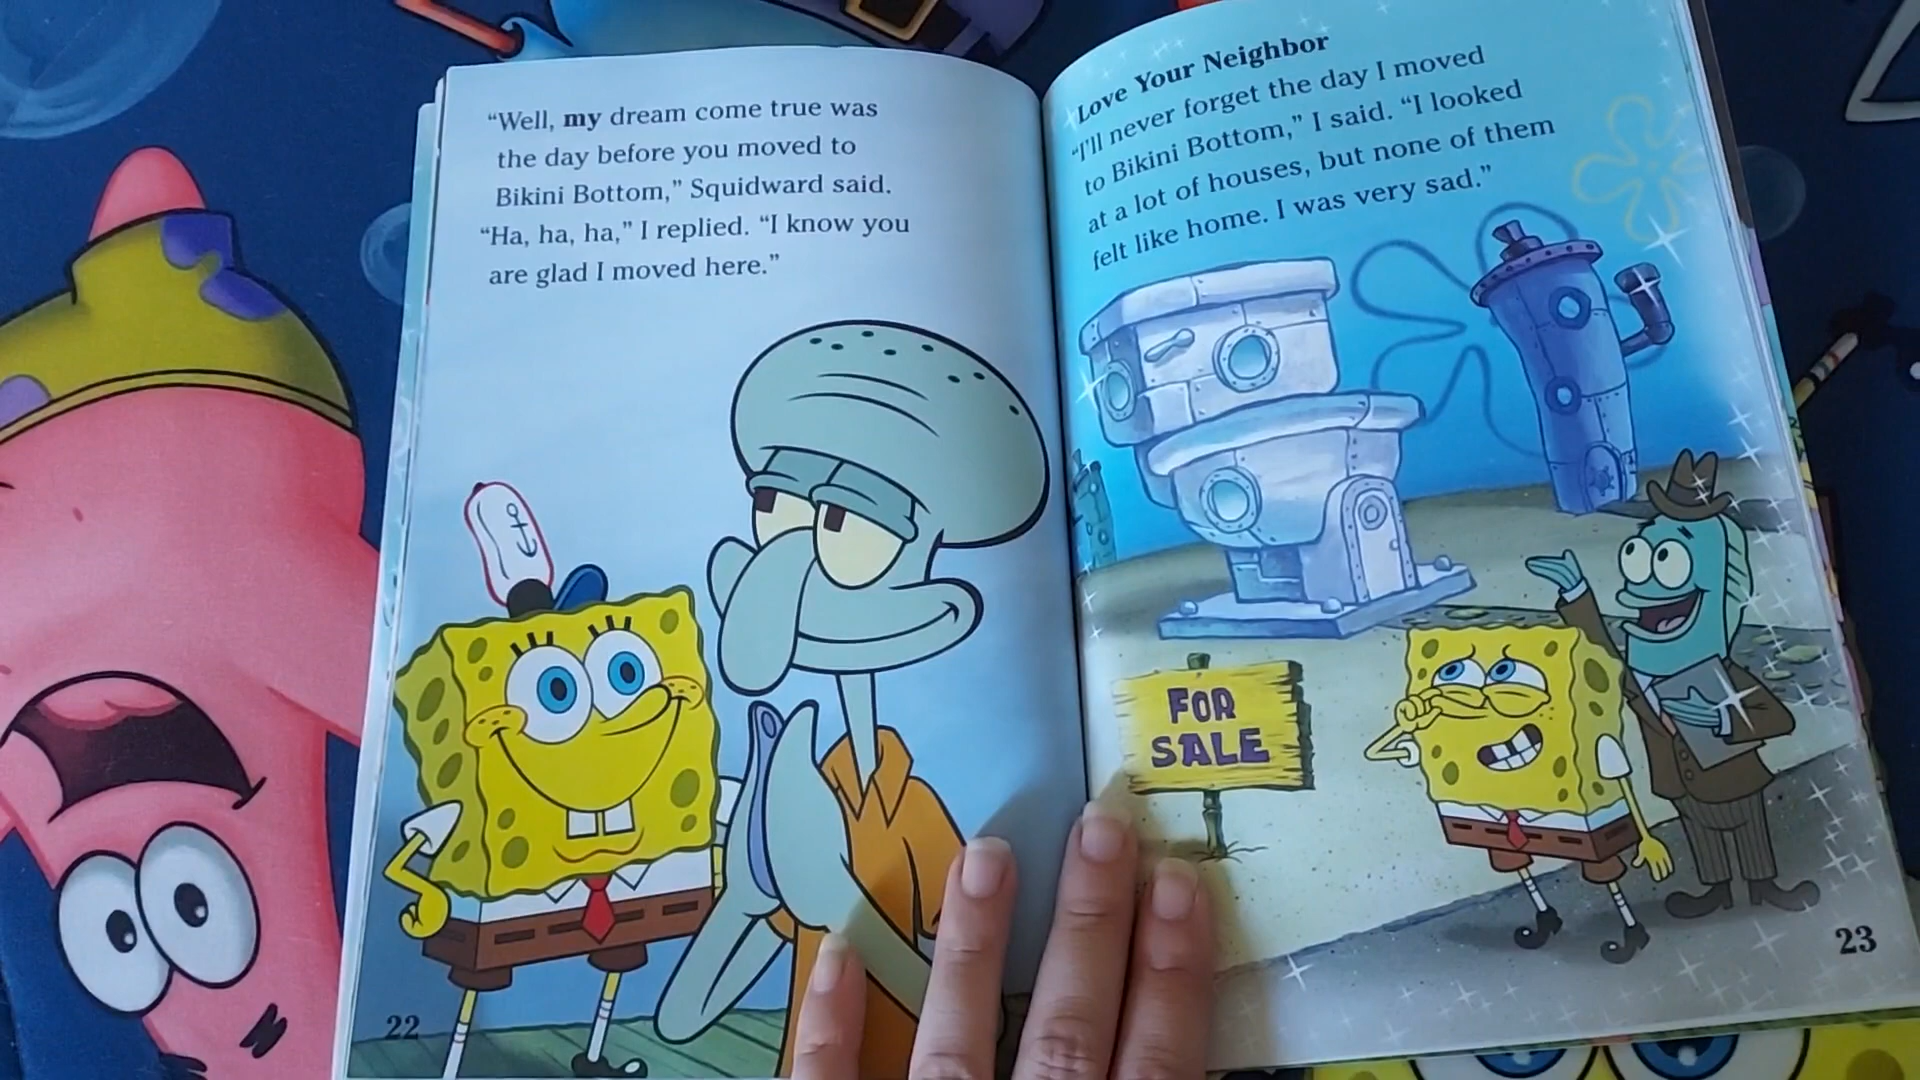 “Well, my dream come true was
the day before you moved to
Bikini Bottom,” Squidward said.
“Ha, ha, ha,” I replied. “I know you
are glad I moved here.”
22
Love Your Neighbor
“I’ll never forget the day I moved
to Bikini Bottom,” I said. “I looked
at a lot of houses, but none of them
felt like home. I was very sad.”
FOR
SALE
23